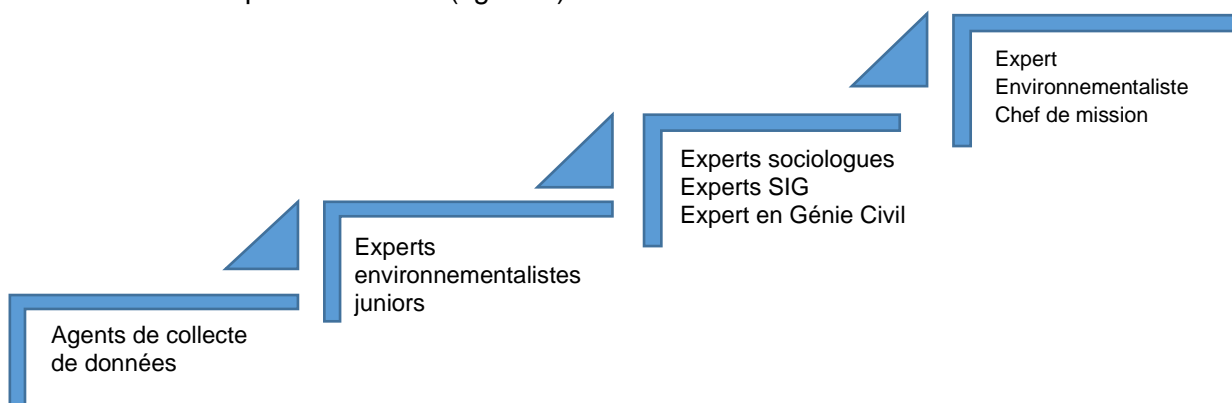 Expert
Environnementaliste
Chef de mission
Experts sociologues
Experts SIG
Expert en Génie Civil
Experts
environnementalistes
juniors
Agents de collecte
de données